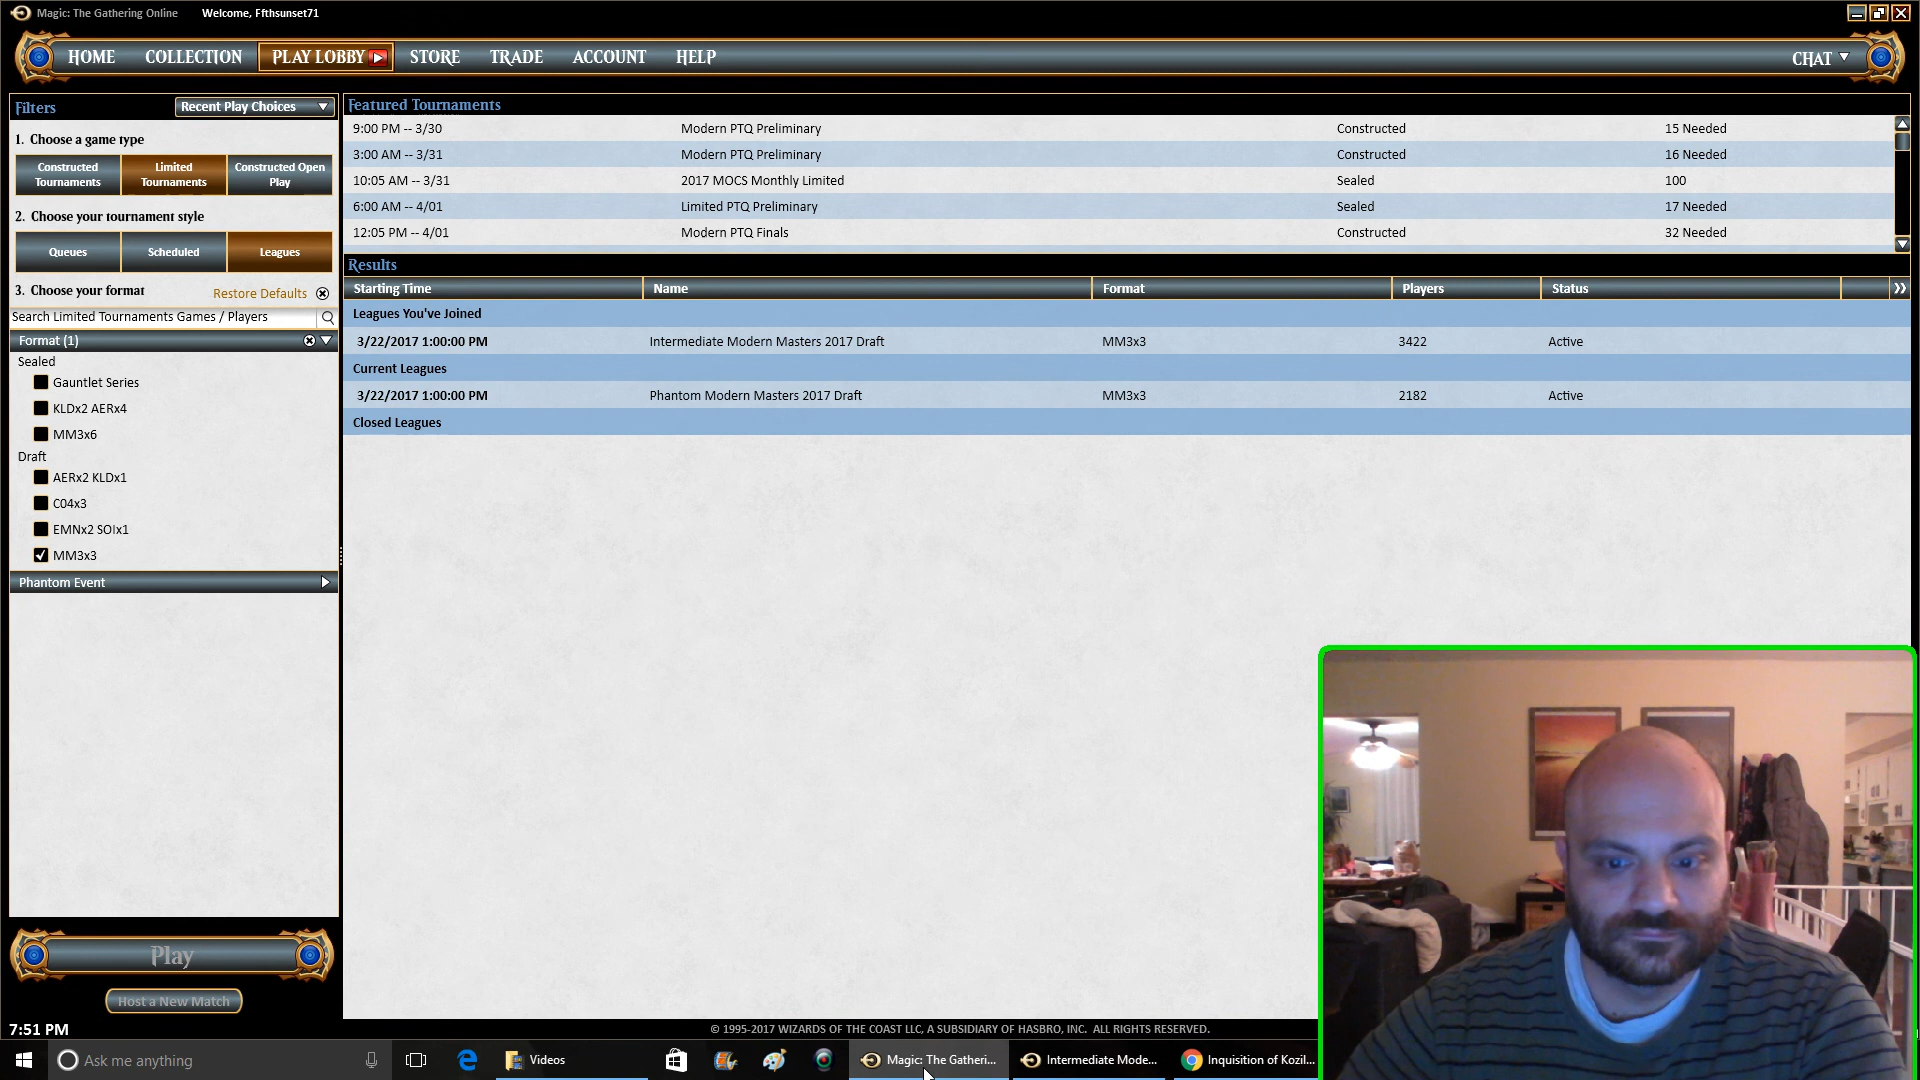 Magic: The Gathering Online Welcome, Ffthsunset71
HOME COLLECTION PLAY LOBBY STORE TRADE ACCOUNT HELP CHAT
Filters Recent Play Choices
1. Choose a game type
Constructed Tournaments Limited Tournaments Constructed Open Play
2. Choose your tournament style
Queues Scheduled Leagues
3. Choose your format Restore Defaults
Search Limited Tournaments Games / Players
Format (1)
Sealed
Gauntlet Series
KLDx2 AERx4
MM3x6
Draft
AERx2 KLDx1
C04x3
EMNx2 SOIx1
MM3x3
Phantom Event
Play
Host a New Match
7:51 PM
Featured Tournaments
9:00 PM -- 3/30 Modern PTQ Preliminary Constructed 15 Needed
3:00 AM -- 3/31 Modern PTQ Preliminary Constructed 16 Needed
10:05 AM -- 3/31 2017 MOCS Monthly Limited Sealed 100
6:00 AM -- 4/01 Limited PTQ Preliminary Sealed 17 Needed
12:05 PM -- 4/01 Modern PTQ Finals Constructed 32 Needed
Results
Starting Time Name Format Players Status
Leagues You've Joined
3/22/2017 1:00:00 PM Intermediate Modern Masters 2017 Draft MM3x3 3422 Active
Current Leagues
3/22/2017 1:00:00 PM Phantom Modern Masters 2017 Draft MM3x3 2182 Active
Closed Leagues
© 1995-2017 WIZARDS OF THE COAST LLC, A SUBSIDIARY OF HASBRO, INC. ALL RIGHTS RESERVED.
Ask me anything Videos Magic: The Gatheri... Intermediate Mode... Inquisition of Kozil...